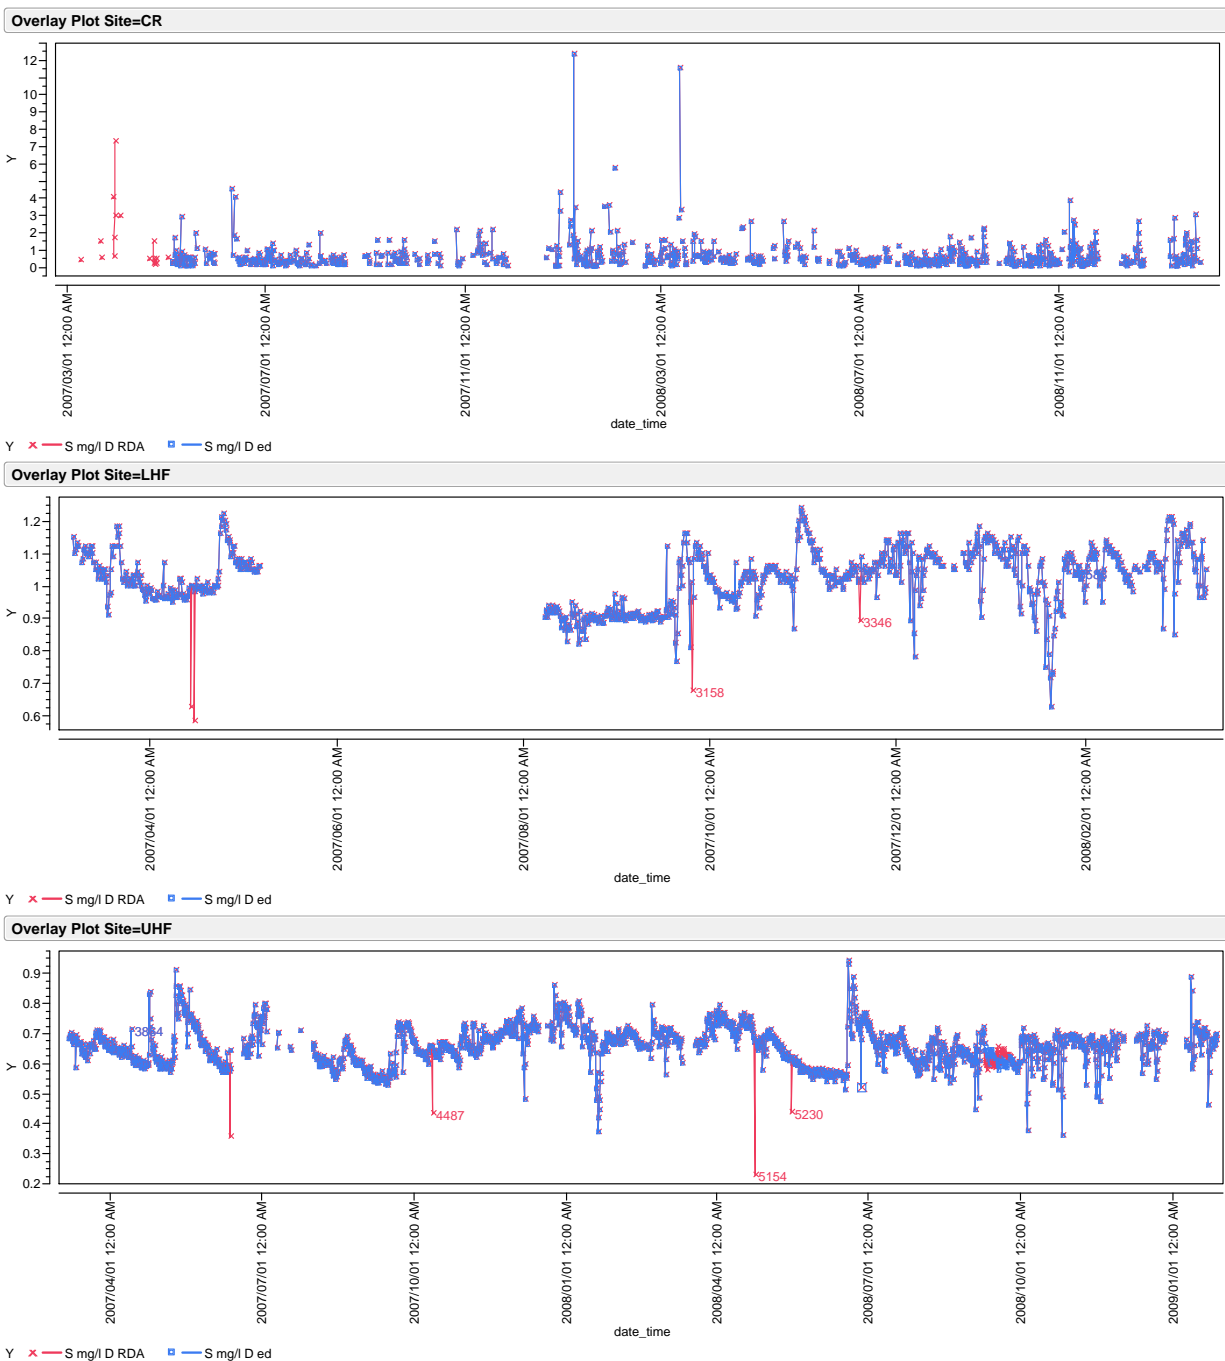 Overlay Plot Site=CR
12
10
9
8
7
6
4
3
2
1
0
Y
2007/03/01 12:00 AM
2007/07/01 12:00 AM
2007/11/01 12:00 AM
2008/03/01 12:00 AM
2008/07/01 12:00 AM
2008/11/01 12:00 AM
date_time
Y S mg/l D RDA S mg/l D ed
Overlay Plot Site=LHF
1.2
1.1
1
0.9
0.8
0.7
0.6
Y
3346
3158
2007/04/01 12:00 AM
2007/06/01 12:00 AM
2007/08/01 12:00 AM
2007/10/01 12:00 AM
2007/12/01 12:00 AM
2008/02/01 12:00 AM
date_time
Y S mg/l D RDA S mg/l D ed
Overlay Plot Site=UHF
0.9
0.8
0.7
0.6
0.5
0.4
0.3
0.2
Y
3864
4487
5230
5154
2007/04/01 12:00 AM
2007/07/01 12:00 AM
2007/10/01 12:00 AM
2008/01/01 12:00 AM
2008/04/01 12:00 AM
2008/07/01 12:00 AM
2008/10/01 12:00 AM
2009/01/01 12:00 AM
date_time
Y S mg/l D RDA S mg/l D ed